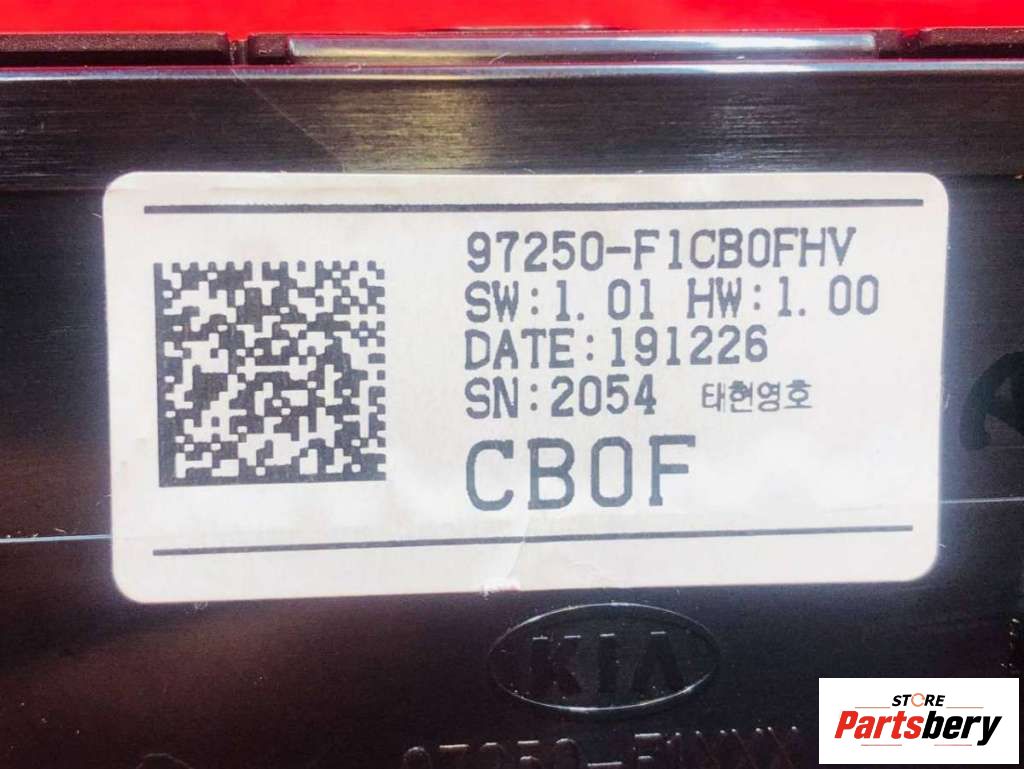 97250-F1CB0FHV
SW:1.01 HW:1.00
DATE:191226
SN:2054 태현영호
CB0F
KIA
STORE
Partsbery